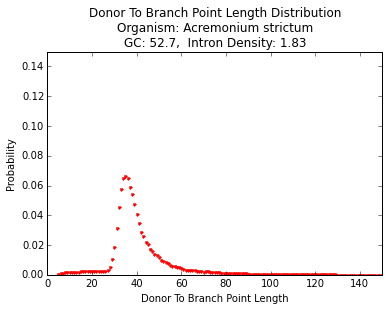 Donor To Branch Point Length Distribution
Organism: Acremonium strictum
GC: 52.7,  Intron Density: 1.83
0.14
0.12
0.10
0.08
0.06
0.04
0.02
0.00
Probability
0 20 40 60 80 100 120 140
Donor To Branch Point Length